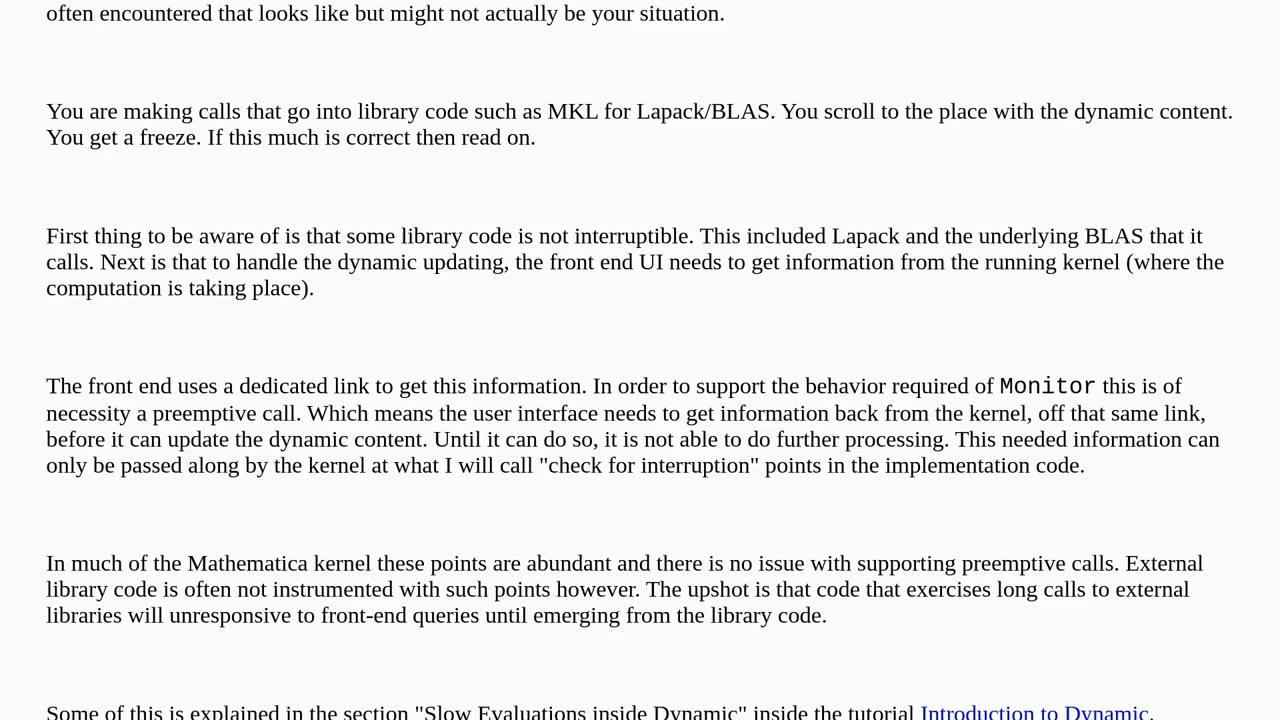 often encountered that looks like but might not actually be your situation.
You are making calls that go into library code such as MKL for Lapack/BLAS. You scroll to the place with the dynamic content.
You get a freeze. If this much is correct then read on.
First thing to be aware of is that some library code is not interruptible. This included Lapack and the underlying BLAS that it
calls. Next is that to handle the dynamic updating, the front end UI needs to get information from the running kernel (where the
computation is taking place).
The front end uses a dedicated link to get this information. In order to support the behavior required of Monitor this is of
necessity a preemptive call. Which means the user interface needs to get information back from the kernel, off that same link,
before it can update the dynamic content. Until it can do so, it is not able to do further processing. This needed information can
only be passed along by the kernel at what I will call "check for interruption" points in the implementation code.
In much of the Mathematica kernel these points are abundant and there is no issue with supporting preemptive calls. External
library code is often not instrumented with such points however. The upshot is that code that exercises long calls to external
libraries will unresponsive to front-end queries until emerging from the library code.
Some of this is explained in the section "Slow Evaluations inside Dynamic" inside the tutorial Introduction to Dynamic.